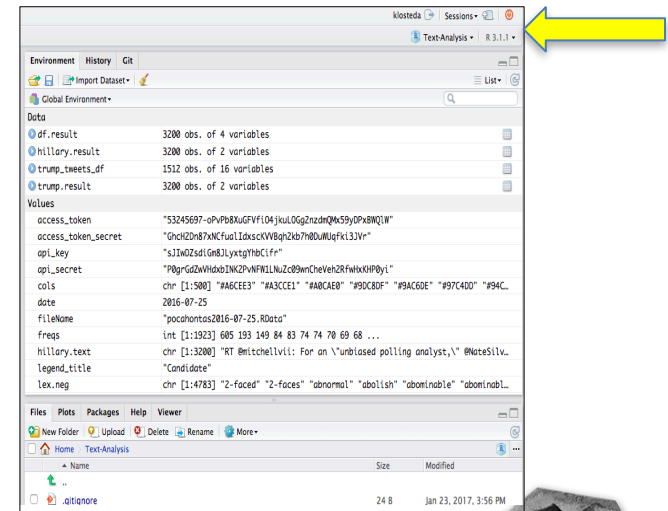 klosteda Sessions
Text-Analysis R 3.1.1
Environment History Git
Import Dataset List
Global Environment
Data
df.result 3200 obs. of 4 variables
hillary.result 3200 obs. of 2 variables
trump_tweets_df 1512 obs. of 16 variables
trump.result 3200 obs. of 2 variables
Values
access_token "53245697-oPvPb8XuGFVfiO4jkuLOGg2nzdmQMx59yDPxBWQlW"
access_token_secret "GhcH2Dn87xNCfualIdxscKVVBqh2kb7h0DuWUqfki3JVr"
api_key "sJIwDZsdiGm8JLyxtgYhbCifr"
api_secret "P0grGdZwVHdxbINK2PvNFW1LNuZc09wnCheVeh2RfwHxKHP0yi"
cols chr [1:500] "#A6CEE3" "#A3CCE1" "#A0CAE0" "#9DC8DF" "#9AC6DE" "#97C4DD" "#94C…
date 2016-07-25
fileName "pocahontas2016-07-25.RData"
freqs int [1:1923] 605 193 149 84 83 74 74 70 69 68 ...
hillary.text chr [1:3200] "RT @mitchellvii: For an \"unbiased polling analyst,\" @NateSilv…
legend_title "Candidate"
lex.neg chr [1:4783] "2-faced" "2-faces" "abnormal" "abolish" "abominable" "abominabl…
Files Plots Packages Help Viewer
New Folder Upload Delete Rename More
Home Text-Analysis
Name Size Modified
..
.gitignore 24 B Jan 23, 2017, 3:56 PM